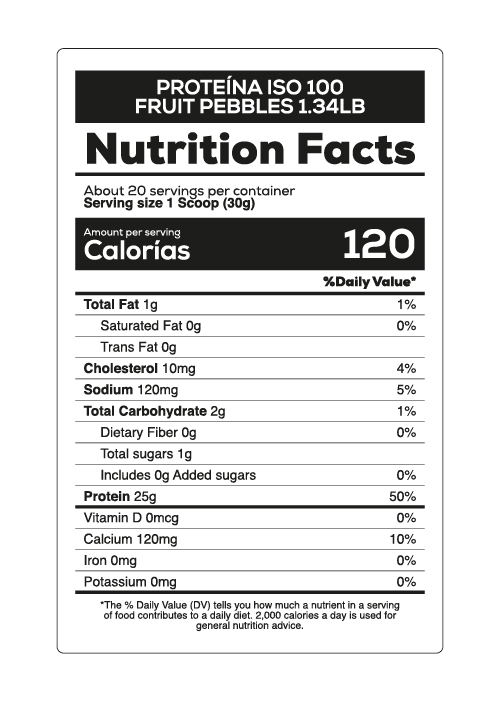 PROTEÍNA ISO 100
FRUIT PEBBLES 1.34LB
Nutrition Facts
About 20 servings per container
Serving size 1 Scoop (30g)
Amount per serving
Calorías 120
%Daily Value*
Total Fat 1g 1%
Saturated Fat 0g 0%
Trans Fat 0g
Cholesterol 10mg 4%
Sodium 120mg 5%
Total Carbohydrate 2g 1%
Dietary Fiber 0g 0%
Total sugars 1g
Includes 0g Added sugars 0%
Protein 25g 50%
Vitamin D 0mcg 0%
Calcium 120mg 10%
Iron 0mg 0%
Potassium 0mg 0%
*The % Daily Value (DV) tells you how much a nutrient in a serving
of food contributes to a daily diet. 2,000 calories a day is used for
general nutrition advice.